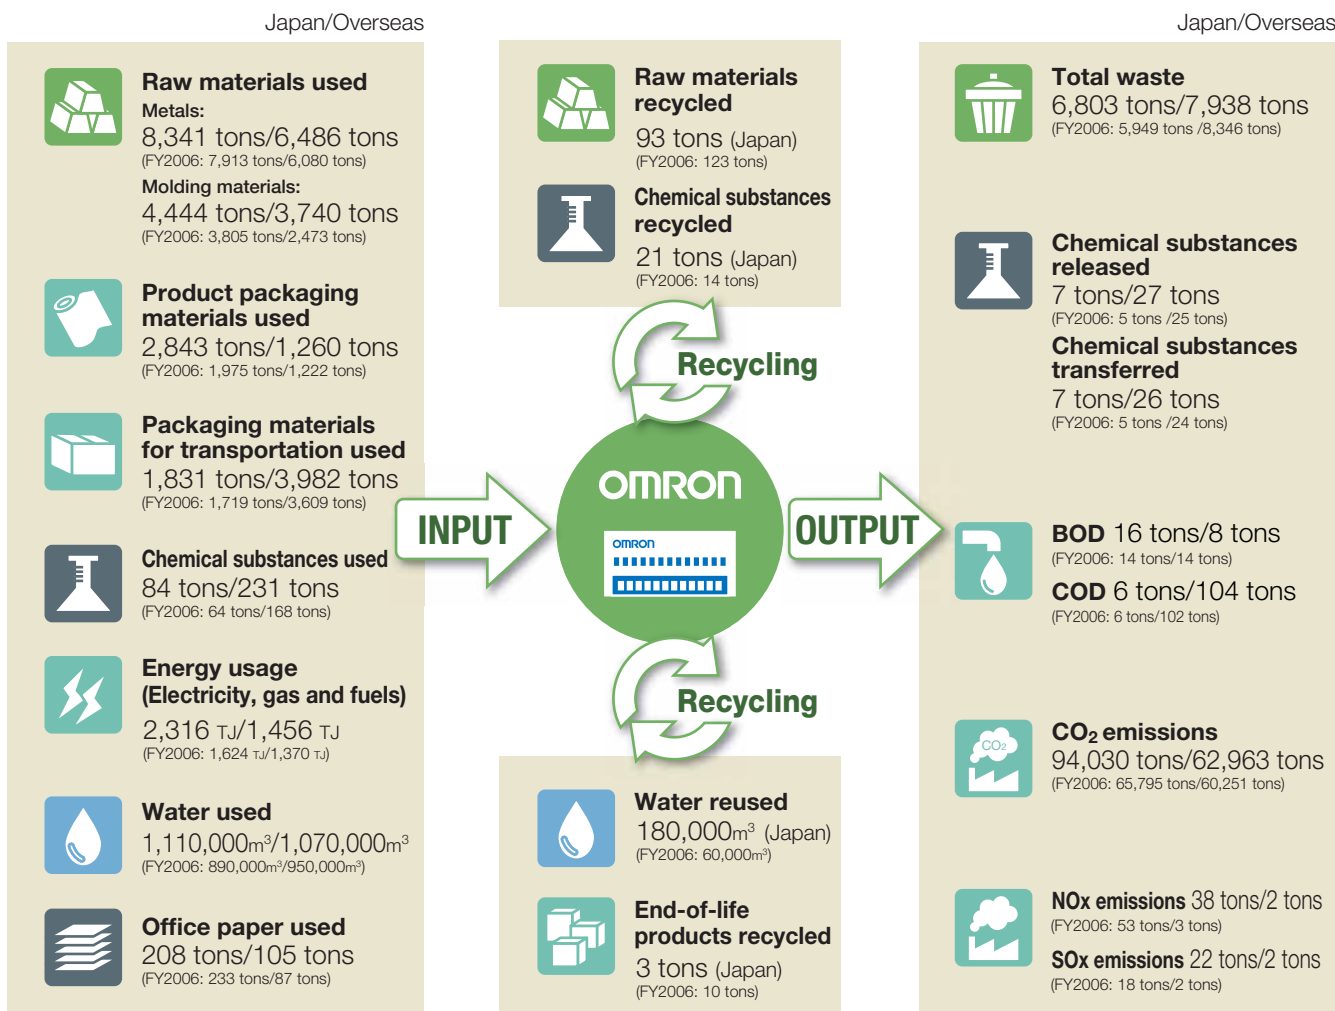 Japan/Overseas
Raw materials used
Metals:
8,341 tons/6,486 tons
(FY2006: 7,913 tons/6,080 tons)
Molding materials:
4,444 tons/3,740 tons
(FY2006: 3,805 tons/2,473 tons)
Product packaging
materials used
2,843 tons/1,260 tons
(FY2006: 1,975 tons/1,222 tons)
Packaging materials
for transportation used
1,831 tons/3,982 tons
(FY2006: 1,719 tons/3,609 tons)
Chemical substances used
84 tons/231 tons
(FY2006: 64 tons/168 tons)
Energy usage
(Electricity, gas and fuels)
2,316 TJ/1,456 TJ
(FY2006: 1,624 TJ/1,370 TJ)
Water used
1,110,000m³/1,070,000m³
(FY2006: 890,000m³/950,000m³)
Office paper used
208 tons/105 tons
(FY2006: 233 tons/87 tons)
INPUT
Raw materials
recycled
93 tons (Japan)
(FY2006: 123 tons)
Chemical substances
recycled
21 tons (Japan)
(FY2006: 14 tons)
Recycling
OMRON
OMRON
Recycling
Water reused
180,000m³ (Japan)
(FY2006: 60,000m³)
End-of-life
products recycled
3 tons (Japan)
(FY2006: 10 tons)
OUTPUT
Japan/Overseas
Total waste
6,803 tons/7,938 tons
(FY2006: 5,949 tons /8,346 tons)
Chemical substances
released
7 tons/27 tons
(FY2006: 5 tons /25 tons)
Chemical substances
transferred
7 tons/26 tons
(FY2006: 5 tons /24 tons)
BOD 16 tons/8 tons
(FY2006: 14 tons/14 tons)
COD 6 tons/104 tons
(FY2006: 6 tons/102 tons)
CO₂
CO₂ emissions
94,030 tons/62,963 tons
(FY2006: 65,795 tons/60,251 tons)
NOx emissions 38 tons/2 tons
(FY2006: 53 tons/3 tons)
SOx emissions 22 tons/2 tons
(FY2006: 18 tons/2 tons)